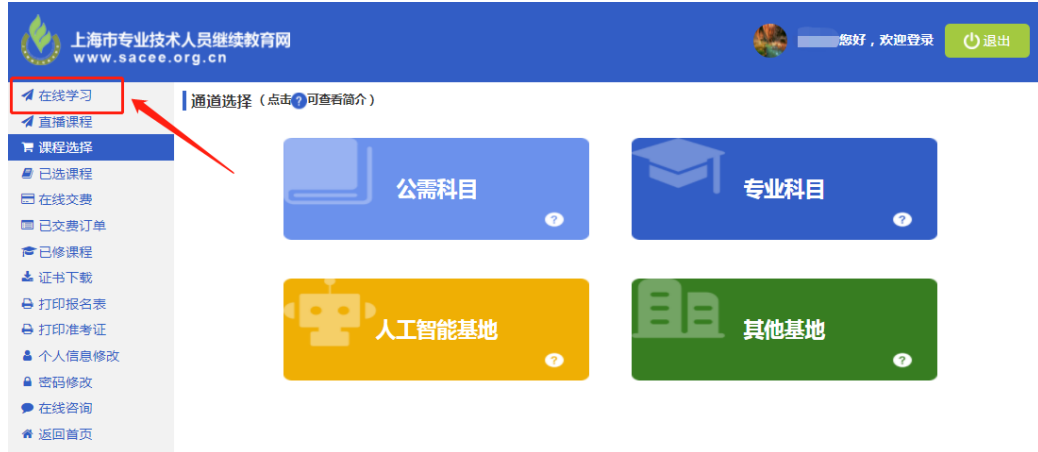 上海市专业技术人员继续教育网
www.sacee.org.cn
您好，欢迎登录
退出
在线学习
直播课程
课程选择
已选课程
在线交费
已交费订单
已修课程
证书下载
打印报名表
打印准考证
个人信息修改
密码修改
在线咨询
返回首页
通道选择（点击?可查看简介）
公需科目
?
专业科目
?
人工智能基地
?
其他基地
?